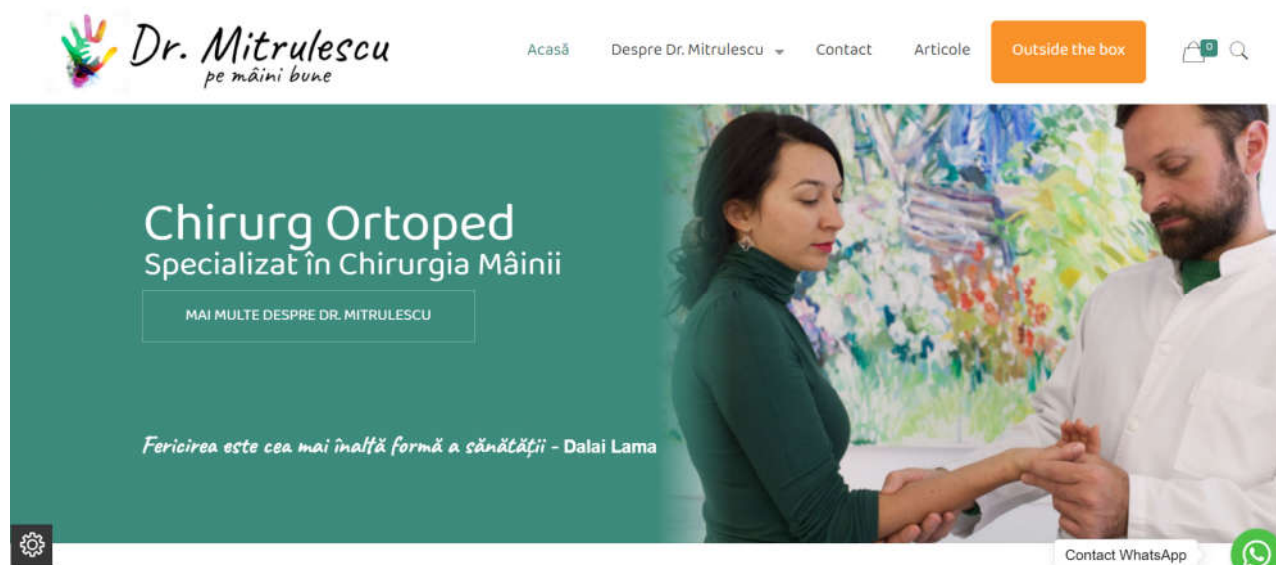 Dr. Mitrulescu
pe mâini bune
Acasă
Despre Dr. Mitrulescu
Contact
Articole
Outside the box
0
Chirurg Ortoped
Specializat în Chirurgia Mâinii
MAI MULTE DESPRE DR. MITRULESCU
Fericirea este cea mai înaltă formă a sănătății - Dalai Lama
Contact WhatsApp